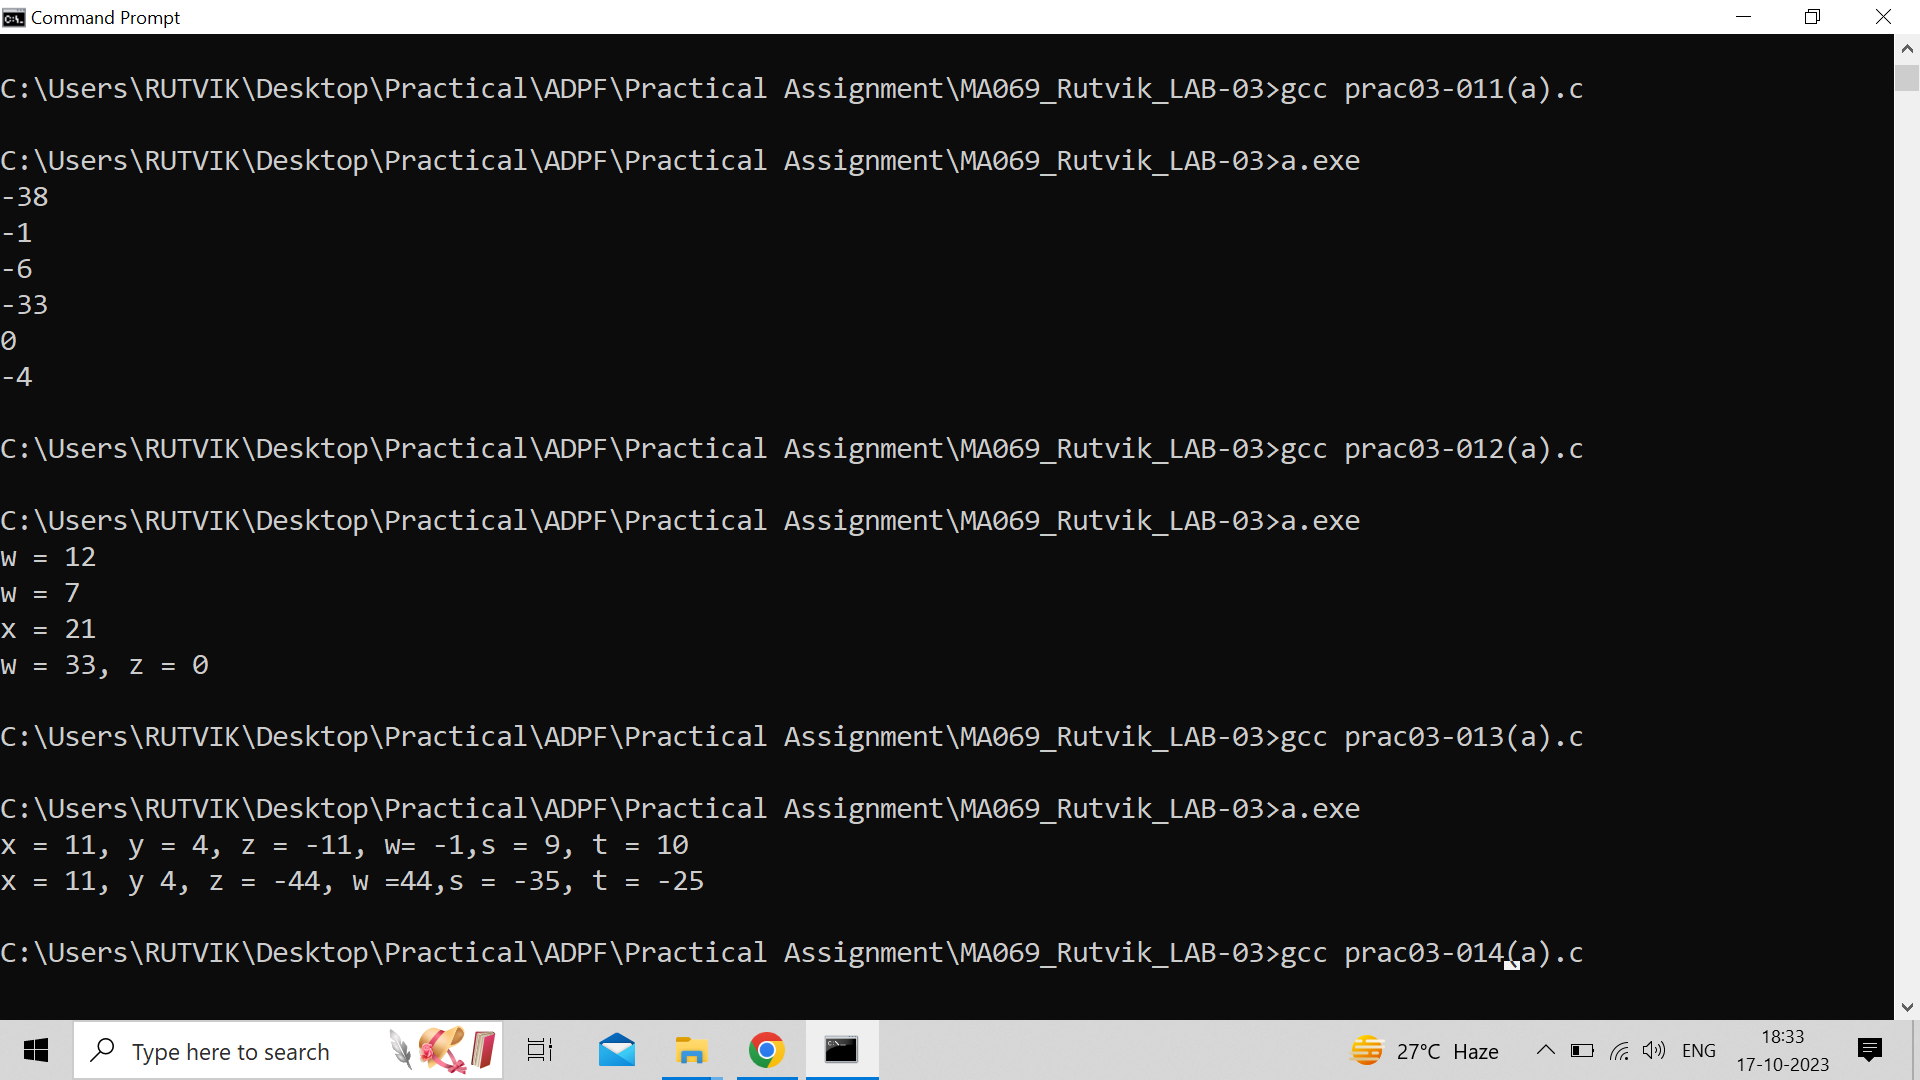 Command Prompt
C:\Users\RUTVIK\Desktop\Practical\ADPF\Practical Assignment\MA069_Rutvik_LAB-03>gcc prac03-011(a).c
C:\Users\RUTVIK\Desktop\Practical\ADPF\Practical Assignment\MA069_Rutvik_LAB-03>a.exe
-38
-1
-6
-33
0
-4
C:\Users\RUTVIK\Desktop\Practical\ADPF\Practical Assignment\MA069_Rutvik_LAB-03>gcc prac03-012(a).c
C:\Users\RUTVIK\Desktop\Practical\ADPF\Practical Assignment\MA069_Rutvik_LAB-03>a.exe
w = 12
w = 7
x = 21
w = 33, z = 0
C:\Users\RUTVIK\Desktop\Practical\ADPF\Practical Assignment\MA069_Rutvik_LAB-03>gcc prac03-013(a).c
C:\Users\RUTVIK\Desktop\Practical\ADPF\Practical Assignment\MA069_Rutvik_LAB-03>a.exe
x = 11, y = 4, z = -11, w= -1,s = 9, t = 10
x = 11, y 4, z = -44, w =44,s = -35, t = -25
C:\Users\RUTVIK\Desktop\Practical\ADPF\Practical Assignment\MA069_Rutvik_LAB-03>gcc prac03-014(a).c
Type here to search
27°C Haze
ENG
18:33
17-10-2023